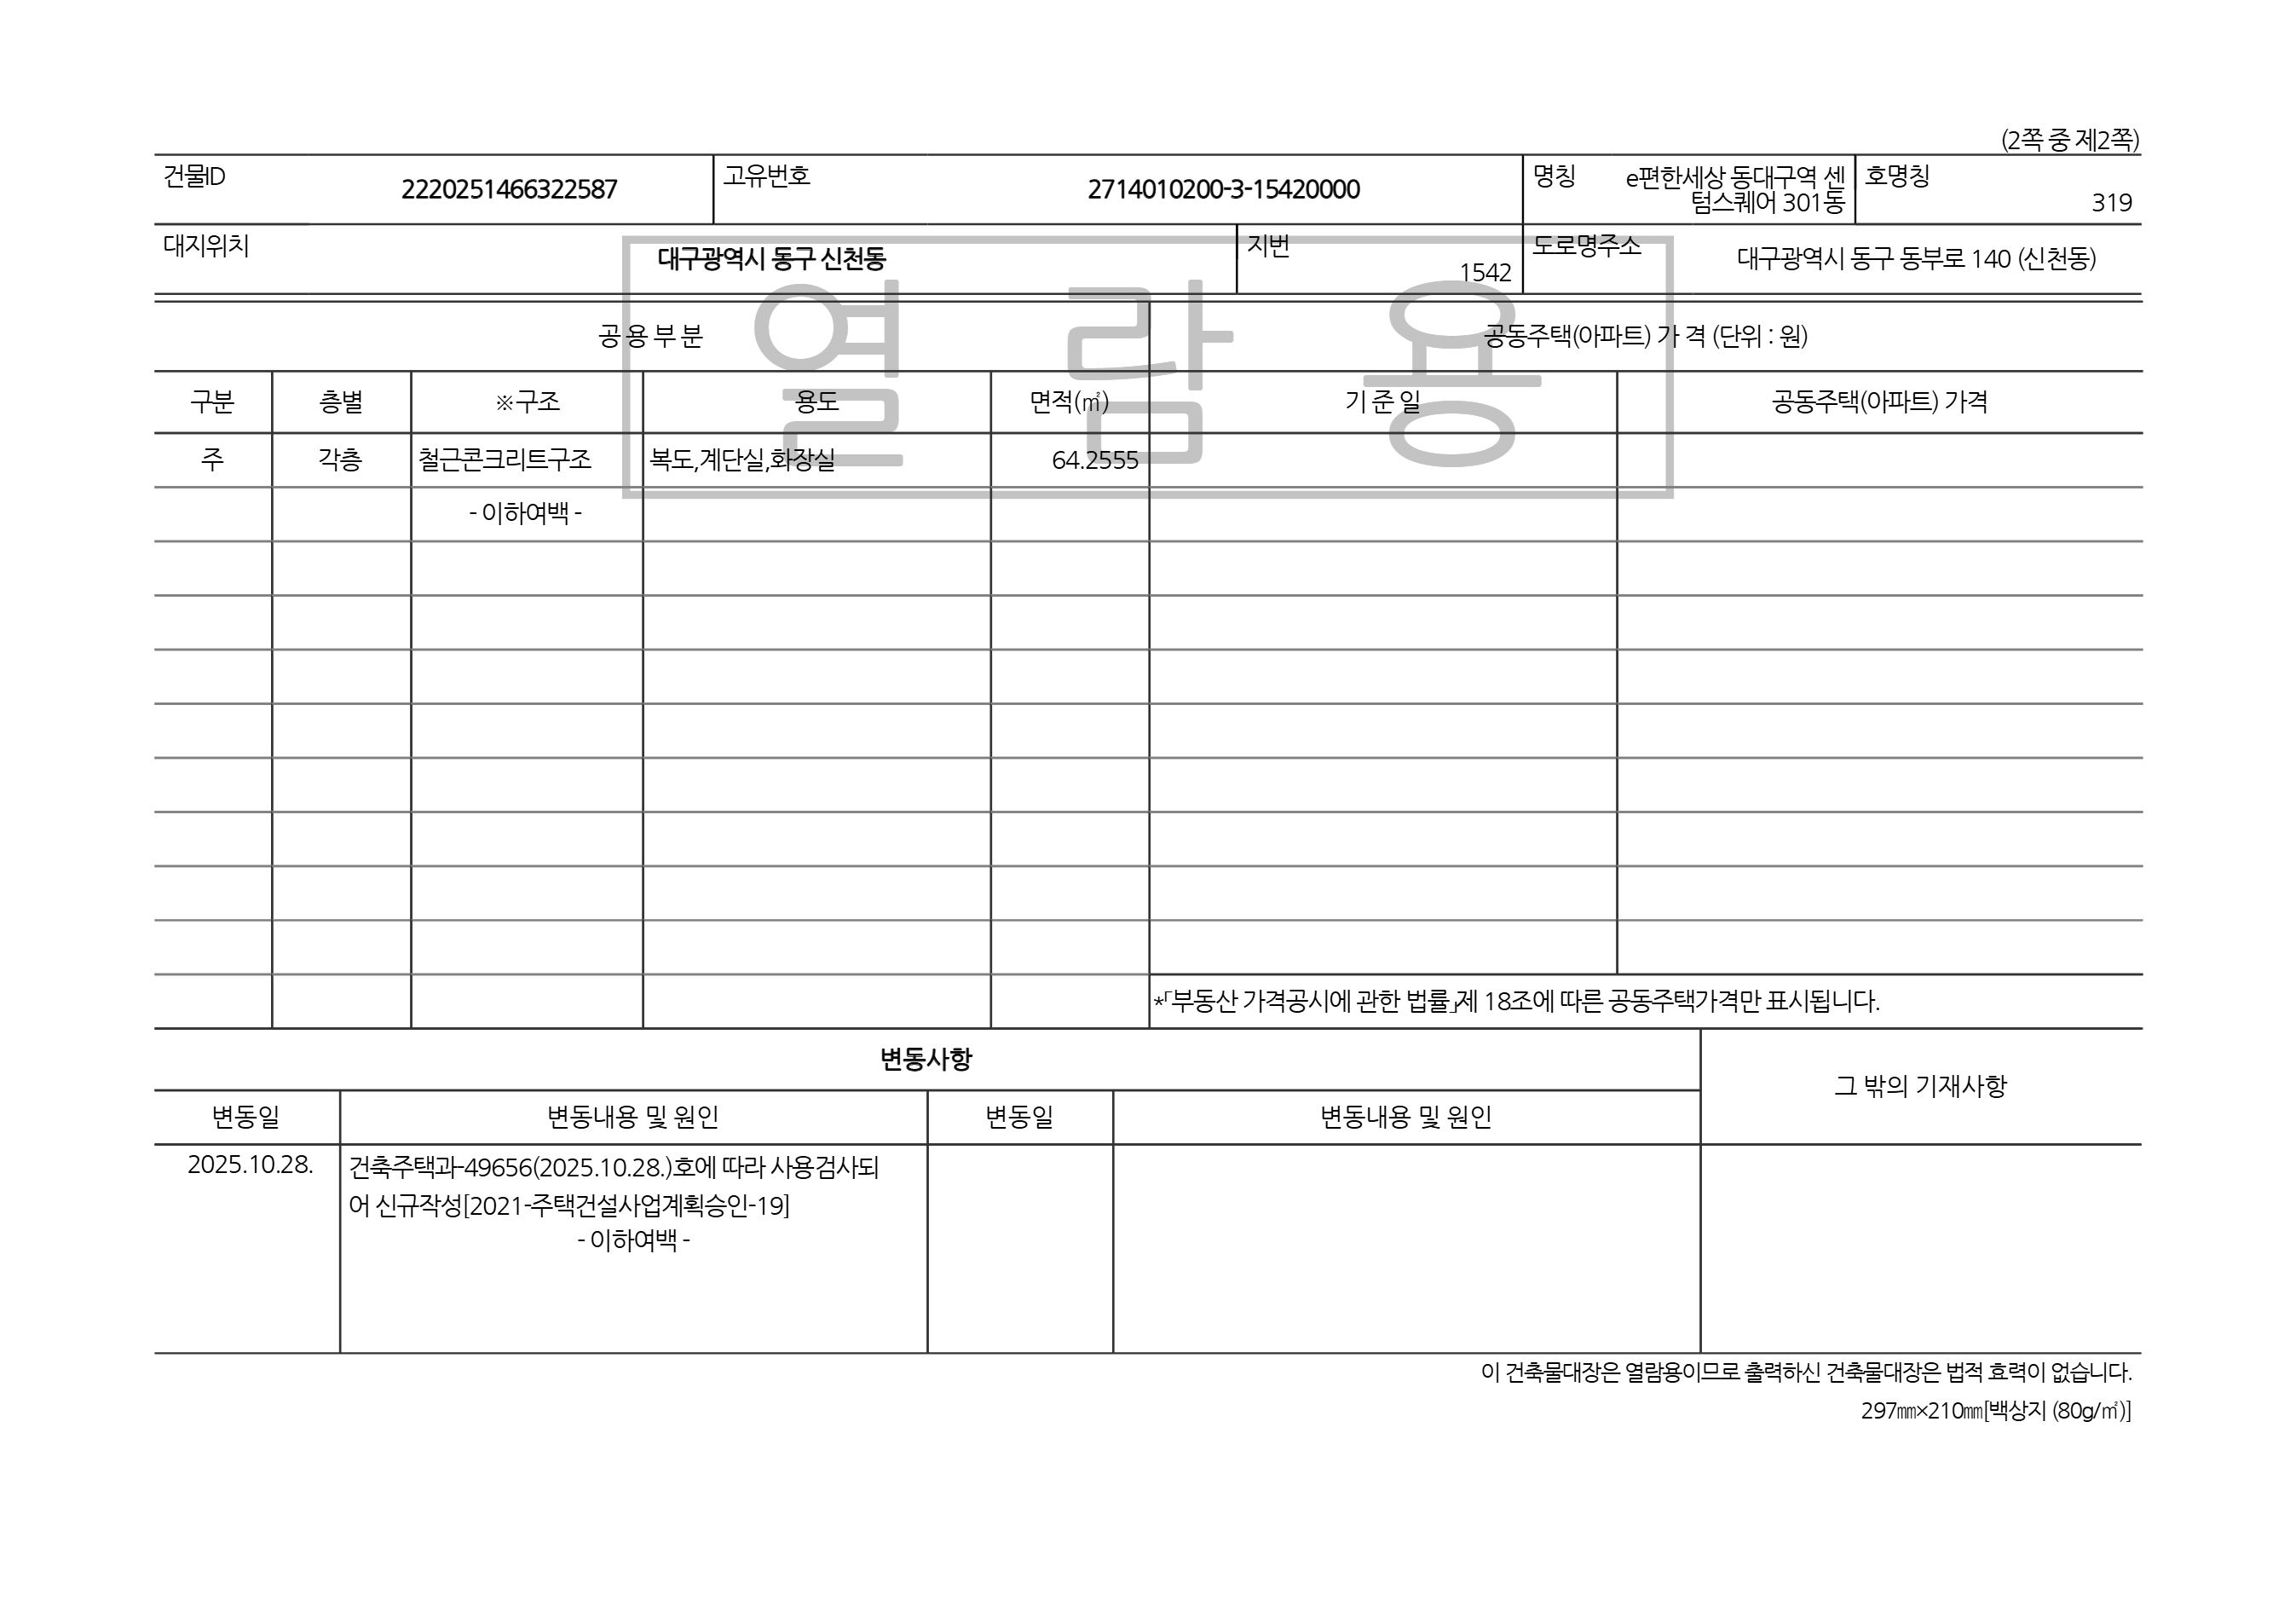 (2쪽 중 제2쪽)
건물ID 2220251466322587 고유번호 2714010200-3-15420000 명칭 e편한세상 동대구역 센
텀스퀘어 301동 호명칭 319
대지위치 대구광역시 동구 신천동 지번 1542 도로명주소 대구광역시 동구 동부로 140 (신천동)
열 람 용
공 용 부 분 공동주택(아파트) 가 격 (단위 : 원)
구분 층별 ※구조 용도 면적(㎡) 기 준 일 공동주택(아파트) 가격
주 각층 철근콘크리트구조 복도,계단실,화장실 64.2555
- 이하여백 -
*「부동산 가격공시에 관한 법률」제 18조에 따른 공동주택가격만 표시됩니다.
변동사항 그 밖의 기재사항
변동일 변동내용 및 원인 변동일 변동내용 및 원인
2025.10.28. 건축주택과-49656(2025.10.28.)호에 따라 사용검사되
어 신규작성[2021-주택건설사업계획승인-19]
- 이하여백 -
이 건축물대장은 열람용이므로 출력하신 건축물대장은 법적 효력이 없습니다.
297㎜×210㎜[백상지 (80g/㎡)]